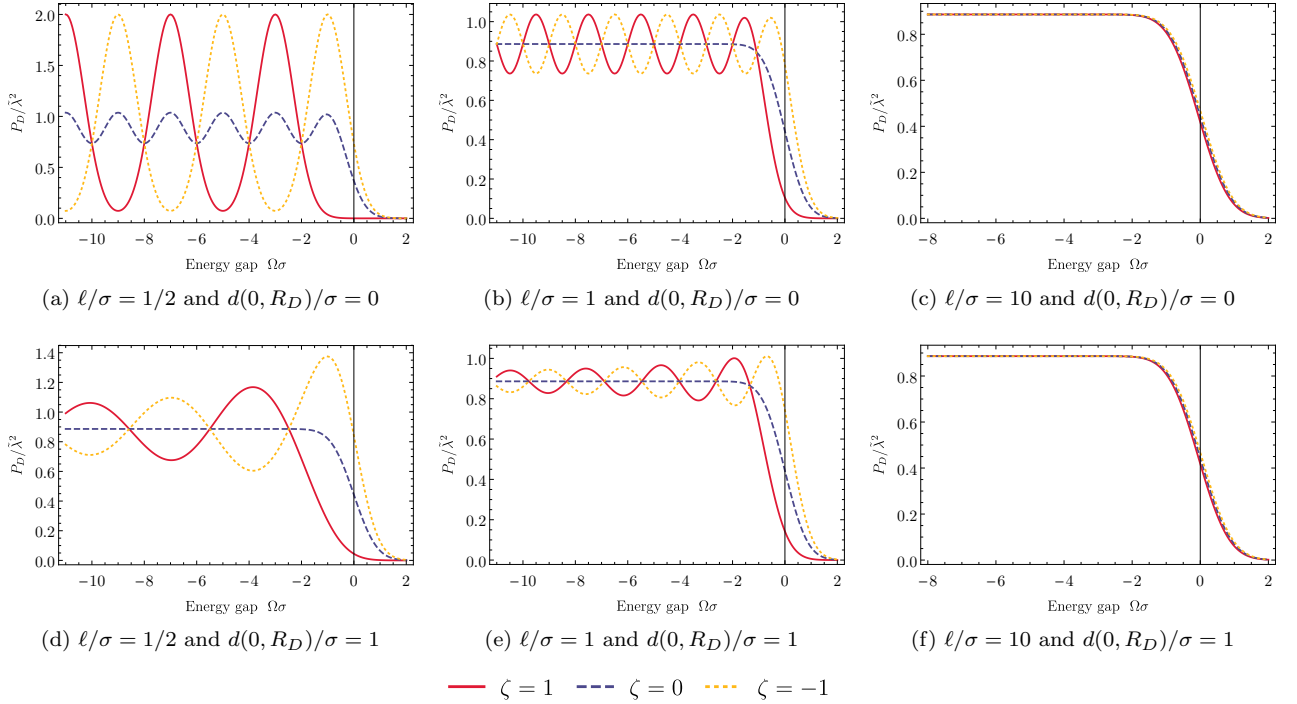 2.0
1.5
1.0
0.5
0.0
P_D/λ̃²
−10 −8 −6 −4 −2 0 2
Energy gap Ωσ
(a) ℓ/σ = 1/2 and d(0, R_D)/σ = 0
1.0
0.8
0.6
0.4
0.2
0.0
P_D/λ̃²
−10 −8 −6 −4 −2 0 2
Energy gap Ωσ
(b) ℓ/σ = 1 and d(0, R_D)/σ = 0
0.8
0.6
0.4
0.2
0.0
P_D/λ̃²
−8 −6 −4 −2 0 2
Energy gap Ωσ
(c) ℓ/σ = 10 and d(0, R_D)/σ = 0
1.4
1.2
1.0
0.8
0.6
0.4
0.2
0.0
P_D/λ̃²
−10 −8 −6 −4 −2 0 2
Energy gap Ωσ
(d) ℓ/σ = 1/2 and d(0, R_D)/σ = 1
1.0
0.8
0.6
0.4
0.2
0.0
P_D/λ̃²
−10 −8 −6 −4 −2 0 2
Energy gap Ωσ
(e) ℓ/σ = 1 and d(0, R_D)/σ = 1
0.8
0.6
0.4
0.2
0.0
P_D/λ̃²
−8 −6 −4 −2 0 2
Energy gap Ωσ
(f) ℓ/σ = 10 and d(0, R_D)/σ = 1
ζ = 1 ζ = 0 ζ = −1